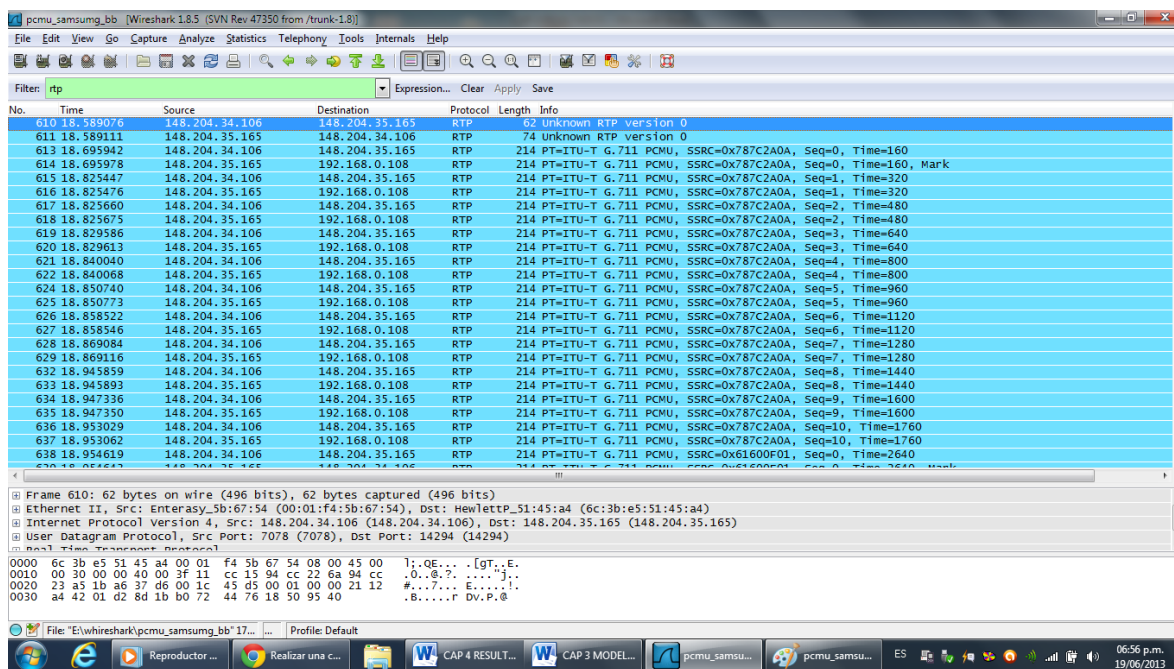 pcmu_samsumg_bb [Wireshark 1.8.5 (SVN Rev 47350 from /trunk-1.8)]
File Edit View Go Capture Analyze Statistics Telephony Tools Internals Help
Filter: rtp Expression... Clear Apply Save
No. Time Source Destination Protocol Length Info
610 18.589076 148.204.34.106 148.204.35.165 RTP 62 Unknown RTP version 0
611 18.589111 148.204.35.165 148.204.34.106 RTP 74 Unknown RTP version 0
613 18.695942 148.204.34.106 148.204.35.165 RTP 214 PT=ITU-T G.711 PCMU, SSRC=0x787C2A0A, Seq=0, Time=160
614 18.695978 148.204.35.165 192.168.0.108 RTP 214 PT=ITU-T G.711 PCMU, SSRC=0x787C2A0A, Seq=0, Time=160, Mark
615 18.825447 148.204.34.106 148.204.35.165 RTP 214 PT=ITU-T G.711 PCMU, SSRC=0x787C2A0A, Seq=1, Time=320
616 18.825476 148.204.35.165 192.168.0.108 RTP 214 PT=ITU-T G.711 PCMU, SSRC=0x787C2A0A, Seq=1, Time=320
617 18.825660 148.204.34.106 148.204.35.165 RTP 214 PT=ITU-T G.711 PCMU, SSRC=0x787C2A0A, Seq=2, Time=480
618 18.825675 148.204.35.165 192.168.0.108 RTP 214 PT=ITU-T G.711 PCMU, SSRC=0x787C2A0A, Seq=2, Time=480
619 18.829586 148.204.34.106 148.204.35.165 RTP 214 PT=ITU-T G.711 PCMU, SSRC=0x787C2A0A, Seq=3, Time=640
620 18.829613 148.204.35.165 192.168.0.108 RTP 214 PT=ITU-T G.711 PCMU, SSRC=0x787C2A0A, Seq=3, Time=640
621 18.840040 148.204.34.106 148.204.35.165 RTP 214 PT=ITU-T G.711 PCMU, SSRC=0x787C2A0A, Seq=4, Time=800
622 18.840068 148.204.35.165 192.168.0.108 RTP 214 PT=ITU-T G.711 PCMU, SSRC=0x787C2A0A, Seq=4, Time=800
624 18.850740 148.204.34.106 148.204.35.165 RTP 214 PT=ITU-T G.711 PCMU, SSRC=0x787C2A0A, Seq=5, Time=960
625 18.850773 148.204.35.165 192.168.0.108 RTP 214 PT=ITU-T G.711 PCMU, SSRC=0x787C2A0A, Seq=5, Time=960
626 18.858522 148.204.34.106 148.204.35.165 RTP 214 PT=ITU-T G.711 PCMU, SSRC=0x787C2A0A, Seq=6, Time=1120
627 18.858546 148.204.35.165 192.168.0.108 RTP 214 PT=ITU-T G.711 PCMU, SSRC=0x787C2A0A, Seq=6, Time=1120
628 18.869084 148.204.34.106 148.204.35.165 RTP 214 PT=ITU-T G.711 PCMU, SSRC=0x787C2A0A, Seq=7, Time=1280
629 18.869116 148.204.35.165 192.168.0.108 RTP 214 PT=ITU-T G.711 PCMU, SSRC=0x787C2A0A, Seq=7, Time=1280
632 18.945859 148.204.34.106 148.204.35.165 RTP 214 PT=ITU-T G.711 PCMU, SSRC=0x787C2A0A, Seq=8, Time=1440
633 18.945893 148.204.35.165 192.168.0.108 RTP 214 PT=ITU-T G.711 PCMU, SSRC=0x787C2A0A, Seq=8, Time=1440
634 18.947336 148.204.34.106 148.204.35.165 RTP 214 PT=ITU-T G.711 PCMU, SSRC=0x787C2A0A, Seq=9, Time=1600
635 18.947350 148.204.35.165 192.168.0.108 RTP 214 PT=ITU-T G.711 PCMU, SSRC=0x787C2A0A, Seq=9, Time=1600
636 18.953029 148.204.34.106 148.204.35.165 RTP 214 PT=ITU-T G.711 PCMU, SSRC=0x787C2A0A, Seq=10, Time=1760
637 18.953062 148.204.35.165 192.168.0.108 RTP 214 PT=ITU-T G.711 PCMU, SSRC=0x787C2A0A, Seq=10, Time=1760
638 18.954619 148.204.34.106 148.204.35.165 RTP 214 PT=ITU-T G.711 PCMU, SSRC=0x61600F01, Seq=0, Time=2640
Frame 610: 62 bytes on wire (496 bits), 62 bytes captured (496 bits)
Ethernet II, Src: Enterasy_5b:67:54 (00:01:f4:5b:67:54), Dst: HewlettP_51:45:a4 (6c:3b:e5:51:45:a4)
Internet Protocol Version 4, Src: 148.204.34.106 (148.204.34.106), Dst: 148.204.35.165 (148.204.35.165)
User Datagram Protocol, Src Port: 7078 (7078), Dst Port: 14294 (14294)
Real Time Transport Protocol
0000 6c 3b e5 51 45 a4 00 01 f4 5b 67 54 08 00 45 00 l;.QE... .[gT..E.
0010 00 30 00 00 40 00 3f 11 cc 15 94 cc 22 6a 94 cc .0..@.?. ...."j..
0020 23 a5 1b a6 37 d6 00 1c 45 d5 00 01 00 00 21 12 #...7... E.....!.
0030 a4 42 01 d2 8d 1b b0 72 44 76 18 50 95 40 .B.....r Dv.P.@
File: "E:\whireshark\pcmu_samsumg_bb" 17... ... Profile: Default
Reproductor ... Realizar una c... CAP 4 RESULT... CAP 3 MODEL... pcmu_samsu... pcmu_samsu... ES 06:56 p.m.
19/06/2013